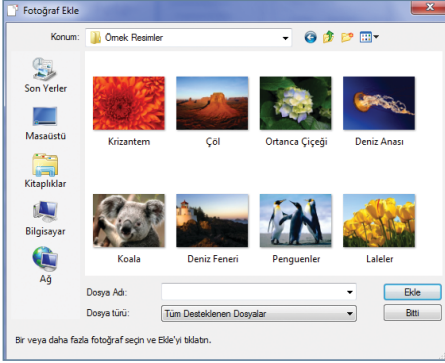 Fotoğraf Ekle
Konum: Örnek Resimler
Son Yerler
Masaüstü
Kitaplıklar
Bilgisayar
Ağ
Krizantem Çöl Ortanca Çiçeği Deniz Anası
Koala Deniz Feneri Penguenler Laleler
Dosya Adı: Ekle
Dosya türü: Tüm Desteklenen Dosyalar Bitti
Bir veya daha fazla fotoğraf seçin ve Ekle'yi tıklatın.